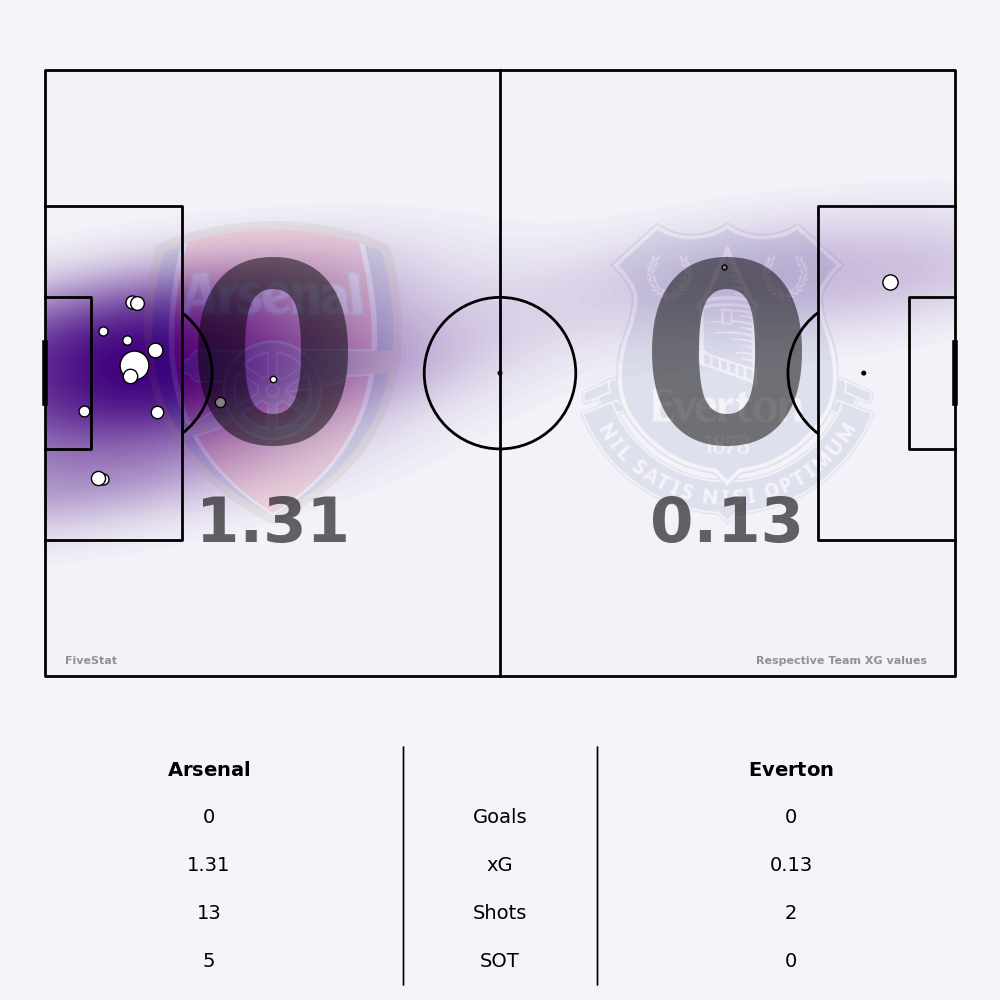 Arsenal
0
0
Everton
1878
NIL SATIS NISI OPTIMUM
1.31
0.13
FiveStat
Respective Team XG values
Arsenal Everton
0 Goals 0
1.31 xG 0.13
13 Shots 2
5 SOT 0